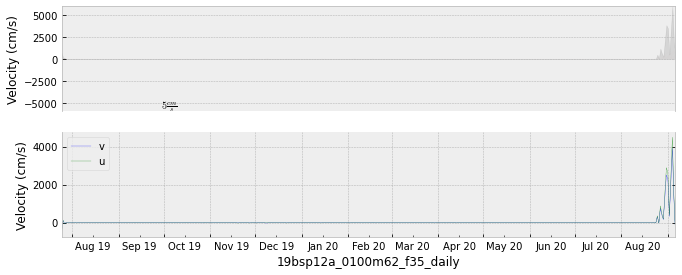 Velocity (cm/s)
5000
2500
0
−2500
−5000
5 cm/s
Velocity (cm/s)
4000
2000
0
v
u
Aug 19 Sep 19 Oct 19 Nov 19 Dec 19 Jan 20 Feb 20 Mar 20 Apr 20 May 20 Jun 20 Jul 20 Aug 20
19bsp12a_0100m62_f35_daily